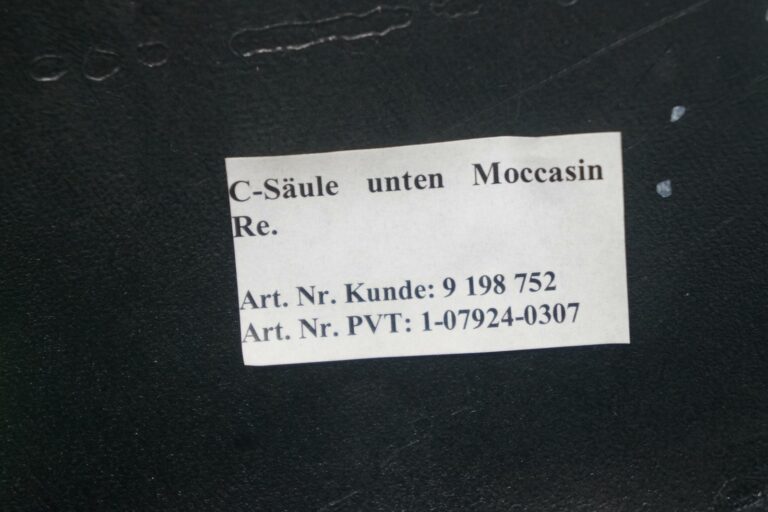 C-Säule unten Moccasin
Re.
Art. Nr. Kunde: 9 198 752
Art. Nr. PVT: 1-07924-0307